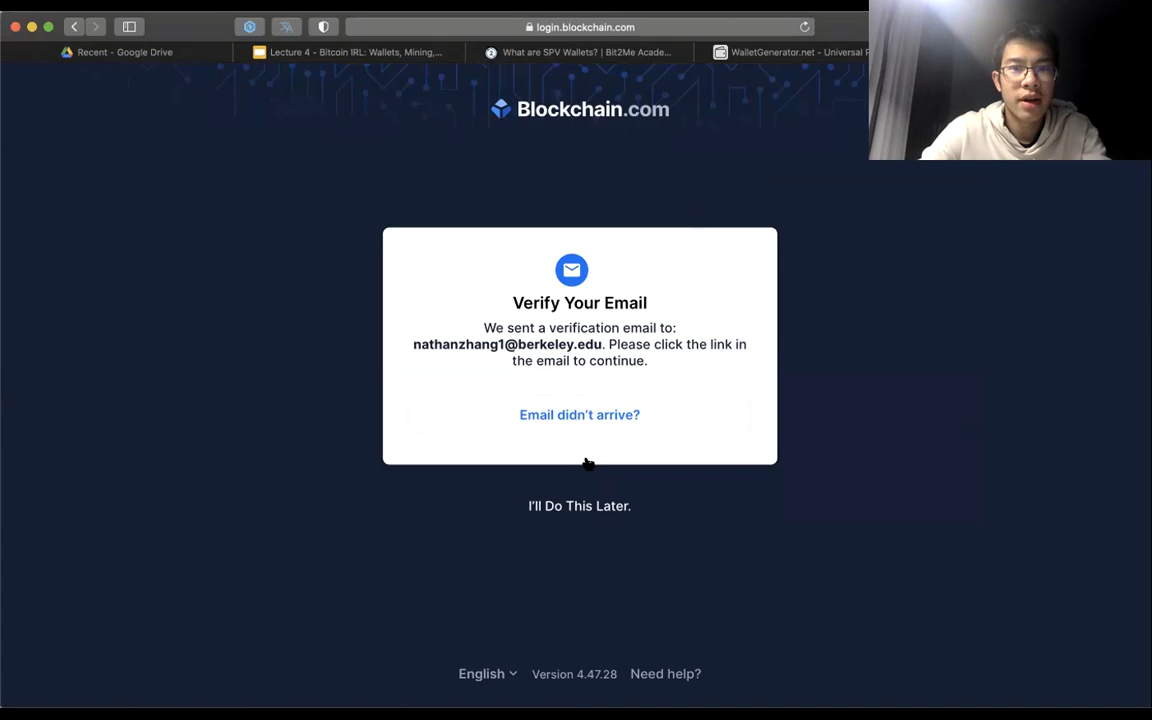 login.blockchain.com
Recent - Google Drive
Lecture 4 - Bitcoin IRL: Wallets, Mining,...
What are SPV Wallets? | Bit2Me Acade...
WalletGenerator.net - Universal P
Blockchain.com
Verify Your Email
We sent a verification email to:
nathanzhang1@berkeley.edu. Please click the link in
the email to continue.
Email didn't arrive?
I'll Do This Later.
English Version 4.47.28 Need help?